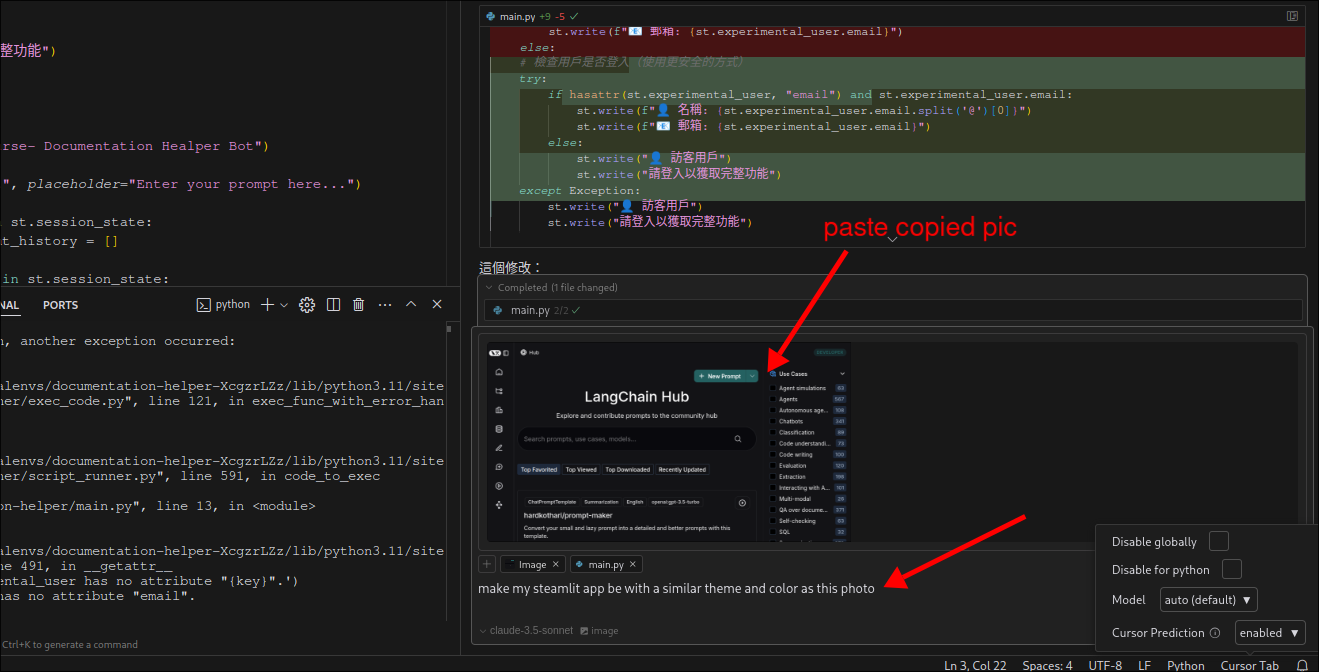 整功能")
rse- Documentation Healper Bot")
", placeholder="Enter your prompt here...")
n st.session_state:
t_history = []
in st.session_state:
NAL PORTS python
n, another exception occurred:
alenvs/documentation-helper-XcgzrLZz/lib/python3.11/site
ner/exec_code.py", line 121, in exec_func_with_error_han
alenvs/documentation-helper-XcgzrLZz/lib/python3.11/site
ner/script_runner.py", line 591, in code_to_exec
on-helper/main.py", line 13, in <module>
alenvs/documentation-helper-XcgzrLZz/lib/python3.11/site
ne 491, in __getattr__
ental_user has no attribute "{key}".')
has no attribute "email".
Ctrl+K to generate a command
main.py +9 -5
st.write(f"📧 郵箱: {st.experimental_user.email}")
else:
# 檢查用戶是否登入（使用更安全的方式）
try:
if hasattr(st.experimental_user, "email") and st.experimental_user.email:
st.write(f"👤 名稱: {st.experimental_user.email.split('@')[0]}")
st.write(f"📧 郵箱: {st.experimental_user.email}")
else:
st.write("👤 訪客用戶")
st.write("請登入以獲取完整功能")
except Exception:
st.write("👤 訪客用戶")
st.write("請登入以獲取完整功能")
paste copied pic
這個修改：
Completed (1 file changed)
main.py 2/2
Hub
New Prompt
LangChain Hub
Explore and contribute prompts to the community hub
Search prompts, use cases, models...
Top Favorited Top Viewed Top Downloaded Recently Updated
ChatPromptTemplate Summarization English openai:gpt-3.5-turbo
hardkothari/prompt-maker
Convert your small and lazy prompt into a detailed and better prompts with this
template.
Use Cases
Agent simulations
Agents
Autonomous age...
Chatbots
Classification
Code understandi...
Code writing
Evaluation
Extraction
Interacting with A...
Multi-modal
QA over docume...
Self-checking
SQL
Image × main.py ×
make my steamlit app be with a similar theme and color as this photo
claude-3.5-sonnet image
Disable globally
Disable for python
Model auto (default)
Cursor Prediction enabled
Ln 3, Col 22 Spaces: 4 UTF-8 LF Python Cursor Tab